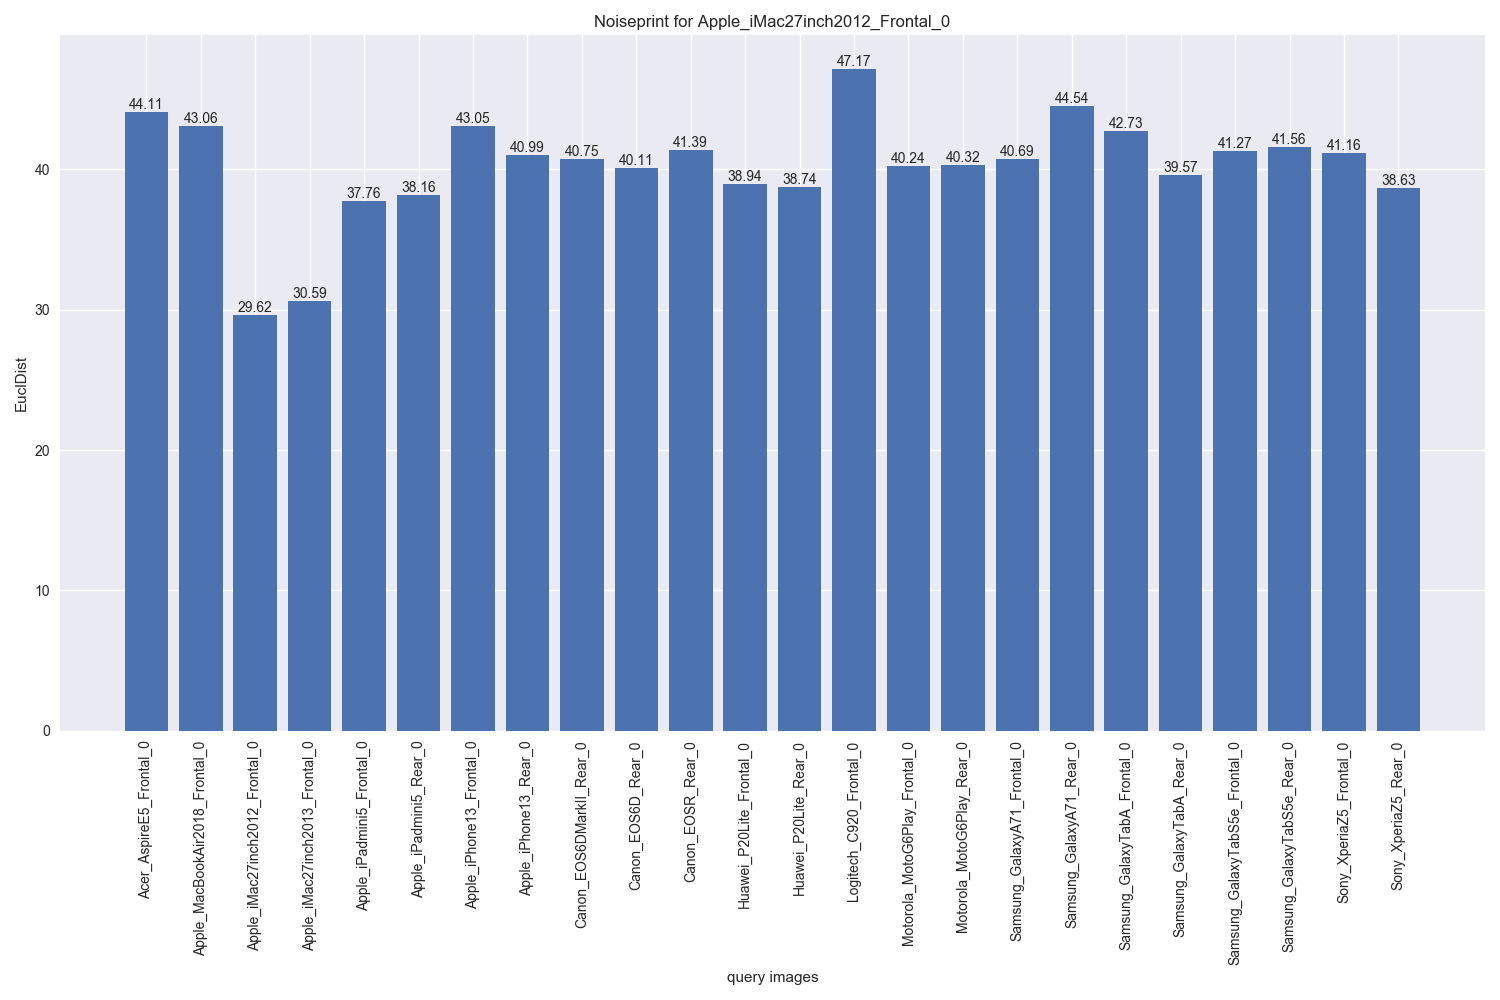 Noiseprint for Apple_iMac27inch2012_Frontal_0
EuclDist
40
30
20
10
0
44.11
43.06
29.62
30.59
37.76
38.16
43.05
40.99
40.75
40.11
41.39
38.94
38.74
47.17
40.24
40.32
40.69
44.54
42.73
39.57
41.27
41.56
41.16
38.63
Acer_AspireE5_Frontal_0
Apple_MacBookAir2018_Frontal_0
Apple_iMac27inch2012_Frontal_0
Apple_iMac27inch2013_Frontal_0
Apple_iPadmini5_Frontal_0
Apple_iPadmini5_Rear_0
Apple_iPhone13_Frontal_0
Apple_iPhone13_Rear_0
Canon_EOS6DMarkII_Rear_0
Canon_EOS6D_Rear_0
Canon_EOSR_Rear_0
Huawei_P20Lite_Frontal_0
Huawei_P20Lite_Rear_0
Logitech_C920_Frontal_0
Motorola_MotoG6Play_Frontal_0
Motorola_MotoG6Play_Rear_0
Samsung_GalaxyA71_Frontal_0
Samsung_GalaxyA71_Rear_0
Samsung_GalaxyTabA_Frontal_0
Samsung_GalaxyTabA_Rear_0
Samsung_GalaxyTabS5e_Frontal_0
Samsung_GalaxyTabS5e_Rear_0
Sony_XperiaZ5_Frontal_0
Sony_XperiaZ5_Rear_0
query images